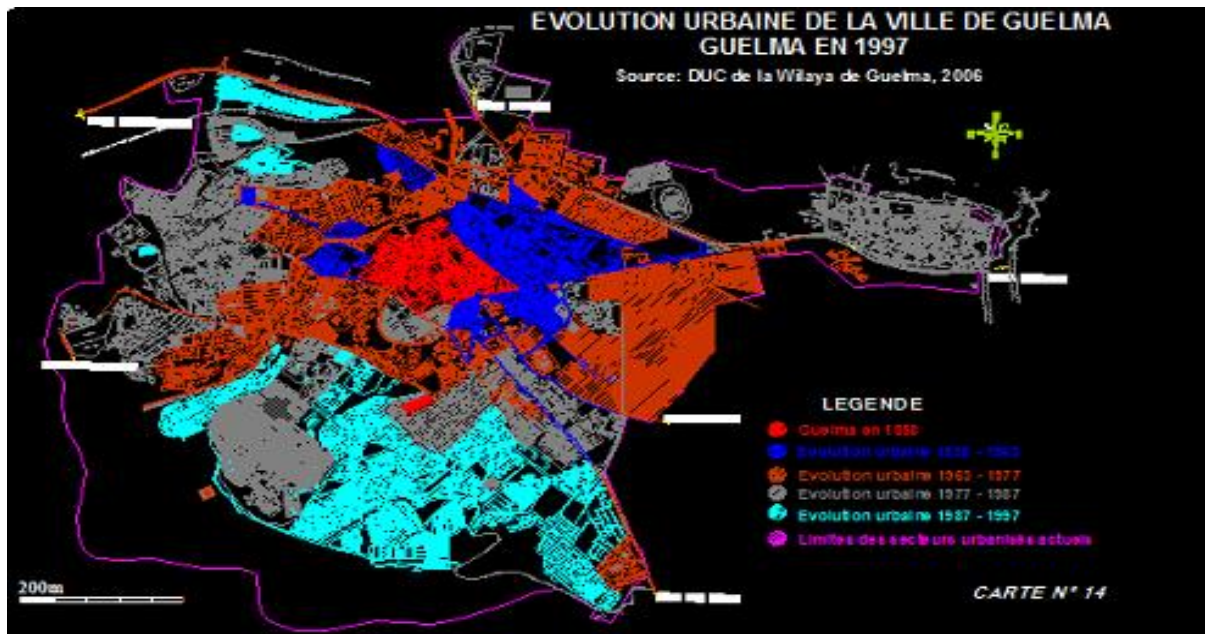 EVOLUTION URBAINE DE LA VILLE DE GUELMA
GUELMA EN 1997
Source: DUC de la Wilaya de Guelma, 2006
LEGENDE
Guelma en
Evolution urbaine
Evolution urbaine 1963 - 1977
Evolution urbaine 1977 - 1987
Evolution urbaine 1987 - 1997
Limites des secteurs urbanisés actuels
200m
CARTE N° 14